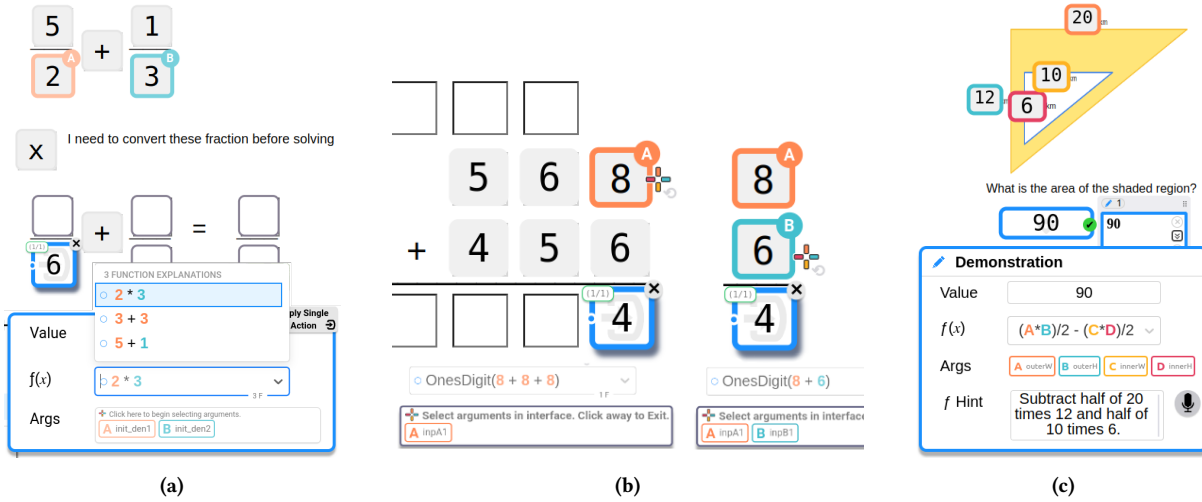 5
2
A
+
1
3
B
x
I need to convert these fraction before solving
+
=
(1/1)
6
3 FUNCTION EXPLANATIONS
2 * 3
3 + 3
5 + 1
ply Single
Action
Value
f(x)
2 * 3
3 F
Args
Click here to begin selecting arguments.
A init_den1 B init_den2
(a)
5 6 8 A
+ 4 5 6
(1/1)
4
OnesDigit(8 + 8 + 8)
1 F
Select arguments in interface. Click away to Exit.
A inpA1
8 A
6 B
(1/1)
4
OnesDigit(8 + 6)
Select arguments in interface
A inpA1 B inpB1
(b)
20
10 km
12
6 km
What is the area of the shaded region?
90
1
90
Demonstration
Value 90
f(x) (A*B)/2 - (C*D)/2
Args A outerW B outerH C innerW D innerH
f Hint Subtract half of 20
times 12 and half of
10 times 6.
(c)